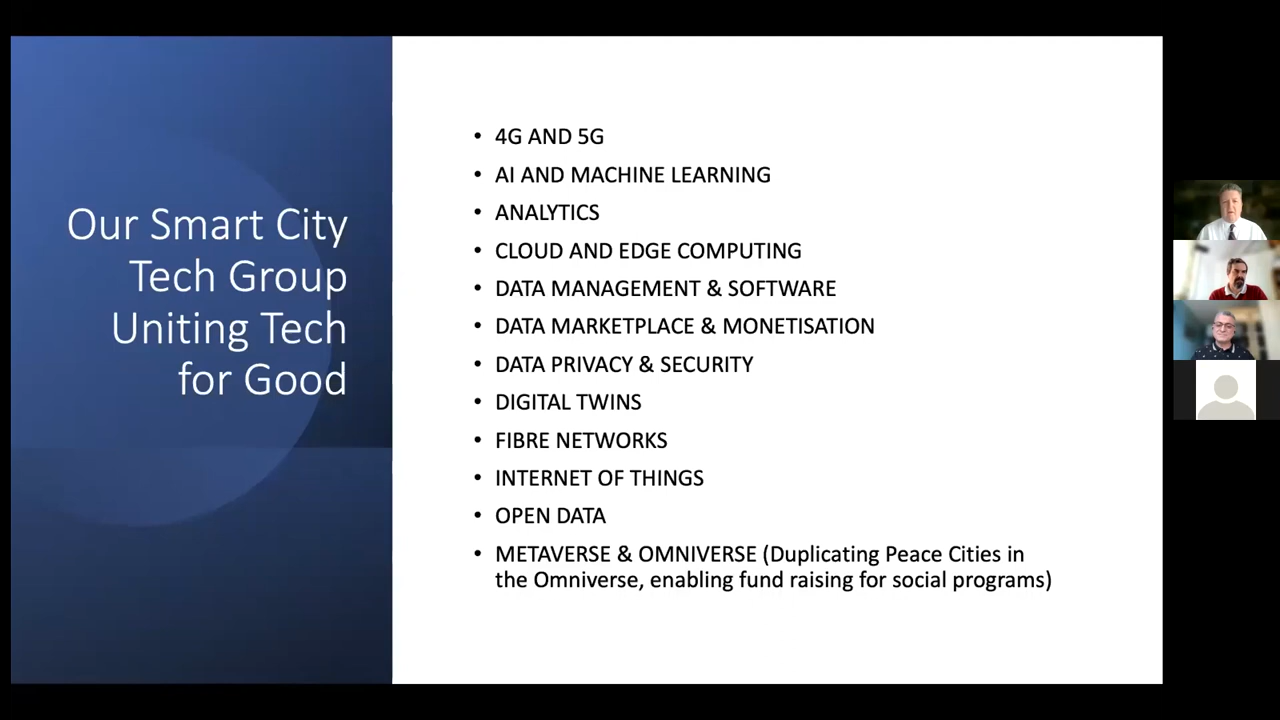 Our Smart City
Tech Group
Uniting Tech
for Good
• 4G AND 5G
• AI AND MACHINE LEARNING
• ANALYTICS
• CLOUD AND EDGE COMPUTING
• DATA MANAGEMENT & SOFTWARE
• DATA MARKETPLACE & MONETISATION
• DATA PRIVACY & SECURITY
• DIGITAL TWINS
• FIBRE NETWORKS
• INTERNET OF THINGS
• OPEN DATA
• METAVERSE & OMNIVERSE (Duplicating Peace Cities in
the Omniverse, enabling fund raising for social programs)